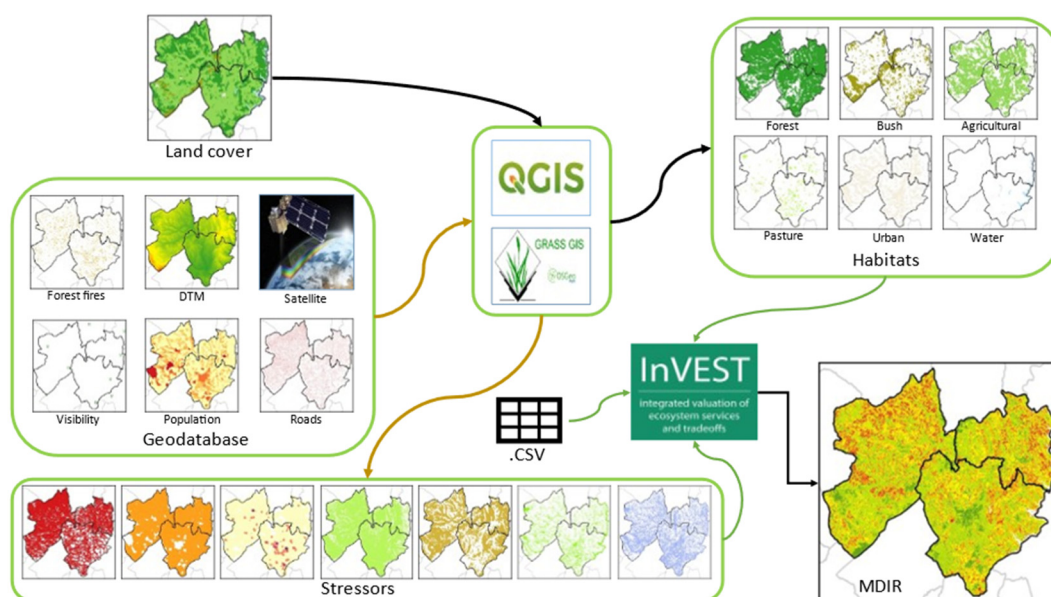 Land cover
QGIS
GRASS GIS
OSGeo
Forest
Bush
Agricultural
Pasture
Urban
Water
Habitats
Forest fires
DTM
Satellite
Visibility
Population
Roads
Geodatabase
InVEST
integrated valuation of
ecosystem services
and tradeoffs
.CSV
Stressors
MDIR